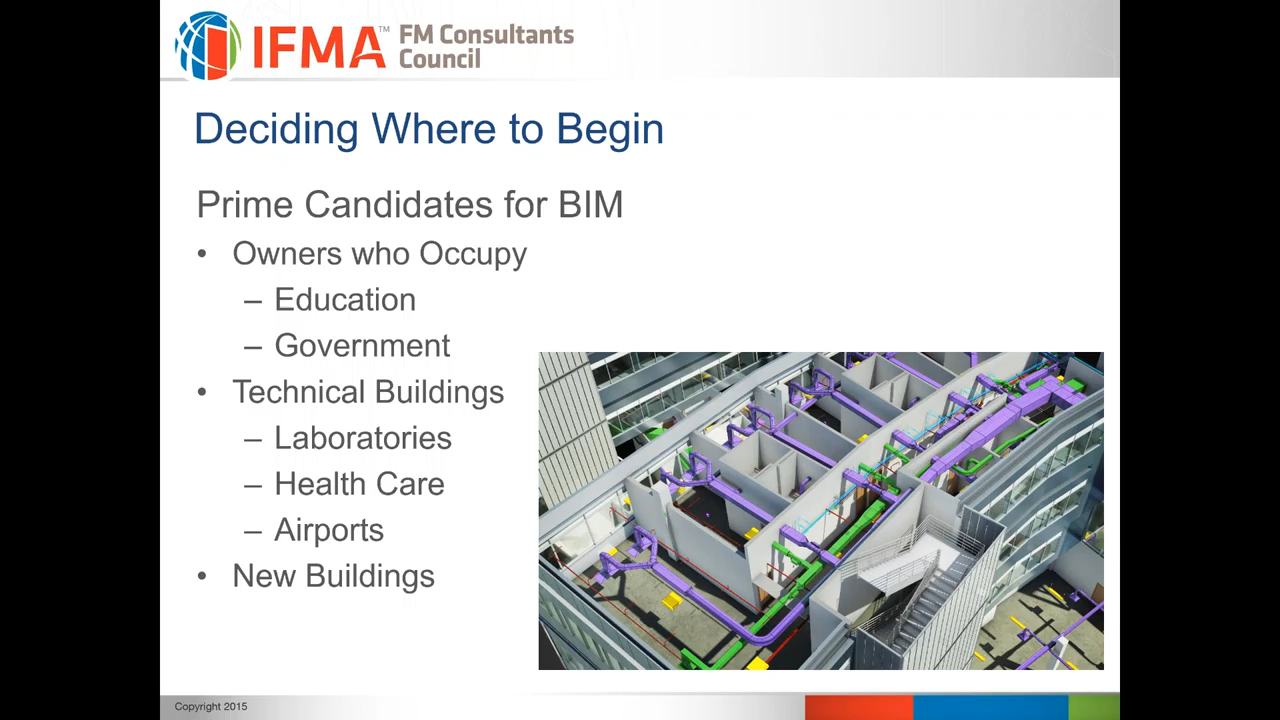 IFMA™ FM Consultants
Council
Deciding Where to Begin
Prime Candidates for BIM
• Owners who Occupy
– Education
– Government
• Technical Buildings
– Laboratories
– Health Care
– Airports
• New Buildings
Copyright 2015